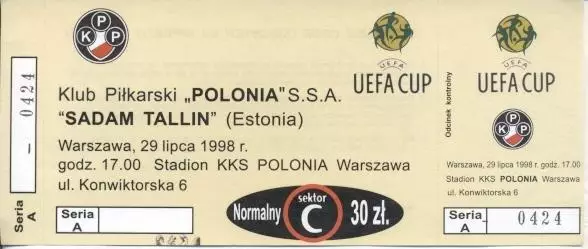 KPP
UEFA
UEFA CUP
Klub Piłkarski „POLONIA" S.S.A.
"SADAM TALLIN" (Estonia)
Warszawa, 29 lipca 1998 r.
godz. 17.00 Stadion KKS POLONIA Warszawa
ul. Konwiktorska 6
Seria A – 0424
Seria A
Normalny
sektor
C
30 zł.
Odcinek kontrolny
UEFA
UEFA CUP
KPP
Warszawa, 29 lipca 1998 r. godz. 17.00
Stadion KKS POLONIA Warszawa
ul. Konwiktorska 6
Seria A – 0424